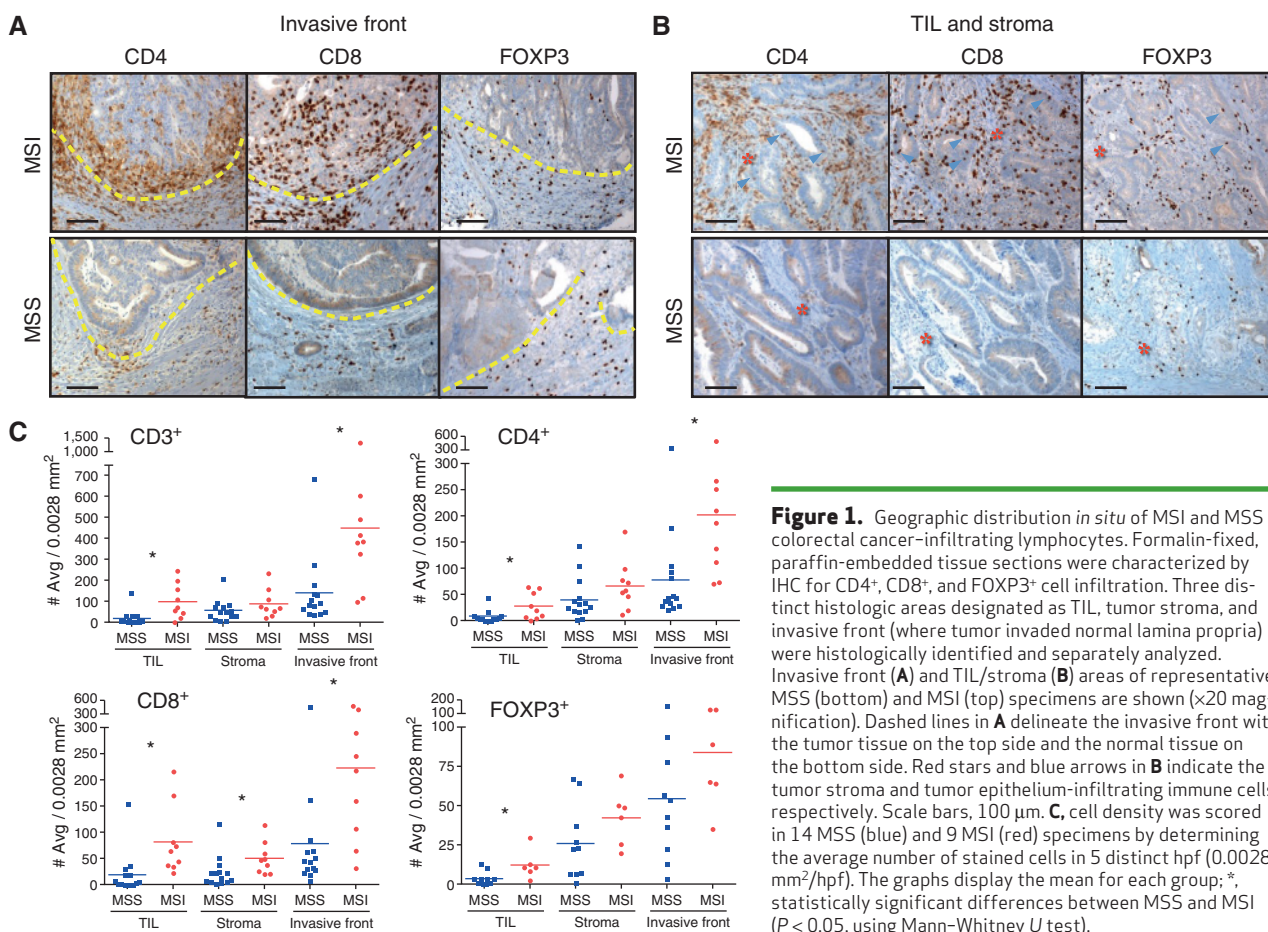 A
Invasive front
CD4 CD8 FOXP3
MSI
MSS
B
TIL and stroma
CD4 CD8 FOXP3
MSI
*
*
*
MSS
*
*
*
C
CD3+
*
*
# Avg / 0.0028 mm²
1,500
1,000
700
600
500
400
300
200
100
0
MSS MSI MSS MSI MSS MSI
TIL Stroma Invasive front
CD4+
*
*
600
300
300
250
200
150
100
50
0
MSS MSI MSS MSI MSS MSI
TIL Stroma Invasive front
CD8+
*
*
*
# Avg / 0.0028 mm²
600
300
300
250
200
150
100
50
0
MSS MSI MSS MSI MSS MSI
TIL Stroma Invasive front
FOXP3+
*
# Avg / 0.0028 mm²
100
75
50
25
0
MSS MSI MSS MSI MSS MSI
TIL Stroma Invasive front
Figure 1. Geographic distribution in situ of MSI and MSS
colorectal cancer–infiltrating lymphocytes. Formalin-fixed,
paraffin-embedded tissue sections were characterized by
IHC for CD4+, CD8+, and FOXP3+ cell infiltration. Three dis-
tinct histologic areas designated as TIL, tumor stroma, and
invasive front (where tumor invaded normal lamina propria)
were histologically identified and separately analyzed.
Invasive front (A) and TIL/stroma (B) areas of representative
MSS (bottom) and MSI (top) specimens are shown (×20 mag-
nification). Dashed lines in A delineate the invasive front wit
the tumor tissue on the top side and the normal tissue on
the bottom side. Red stars and blue arrows in B indicate the
tumor stroma and tumor epithelium-infiltrating immune cells
respectively. Scale bars, 100 μm. C, cell density was scored
in 14 MSS (blue) and 9 MSI (red) specimens by determining
the average number of stained cells in 5 distinct hpf (0.0028
mm²/hpf). The graphs display the mean for each group; *,
statistically significant differences between MSS and MSI
(P < 0.05, using Mann–Whitney U test).